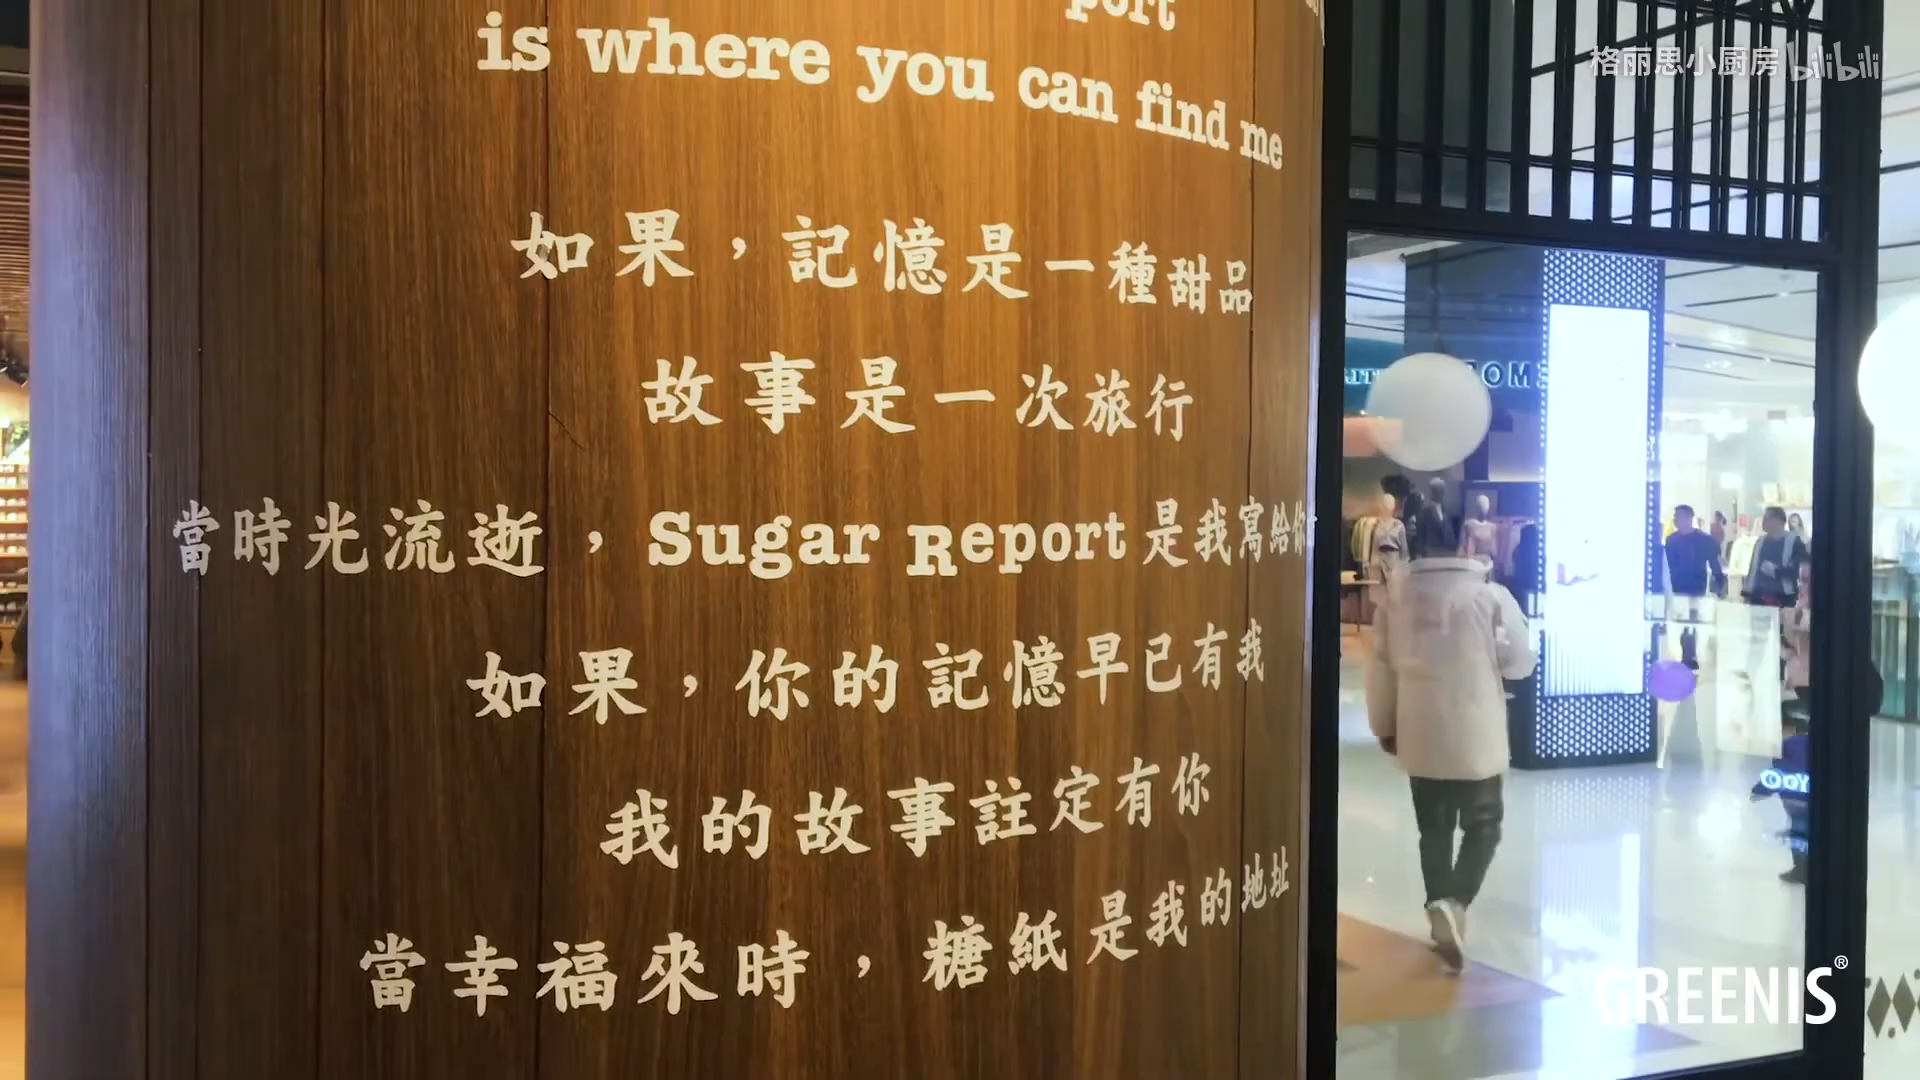 port
is where you can find me
如果，記憶是一種甜品
故事是一次旅行
當時光流逝，Sugar Report是我寫給你
如果，你的記憶早已有我
我的故事註定有你
當幸福來時，糖紙是我的地址
格丽思小厨房 bilibili
GREENIS®